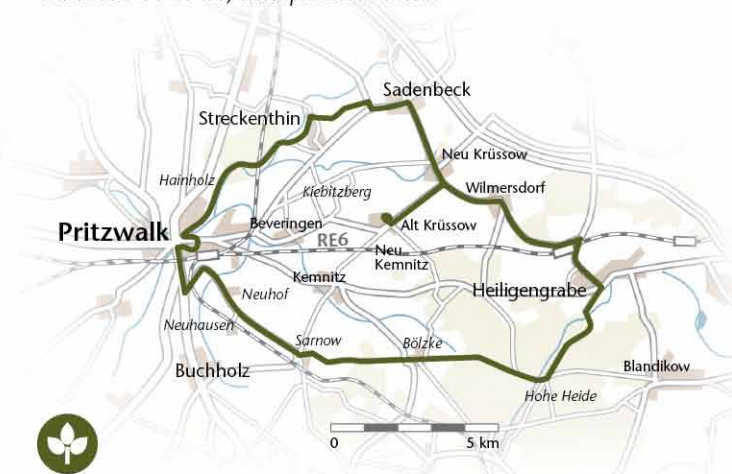 Sadenbeck
Streckenthin
Neu Krüssow
Hainholz
Wilmersdorf
Kiebitzberg
Pritzwalk
Beveringen
Alt Krüssow
RE6
Neu
Kemnitz
Kemnitz
Heiligengrabe
Neuhof
Neuhausen
Sarnow
Bölzke
Buchholz
Blandikow
Hohe Heide
0 5 km